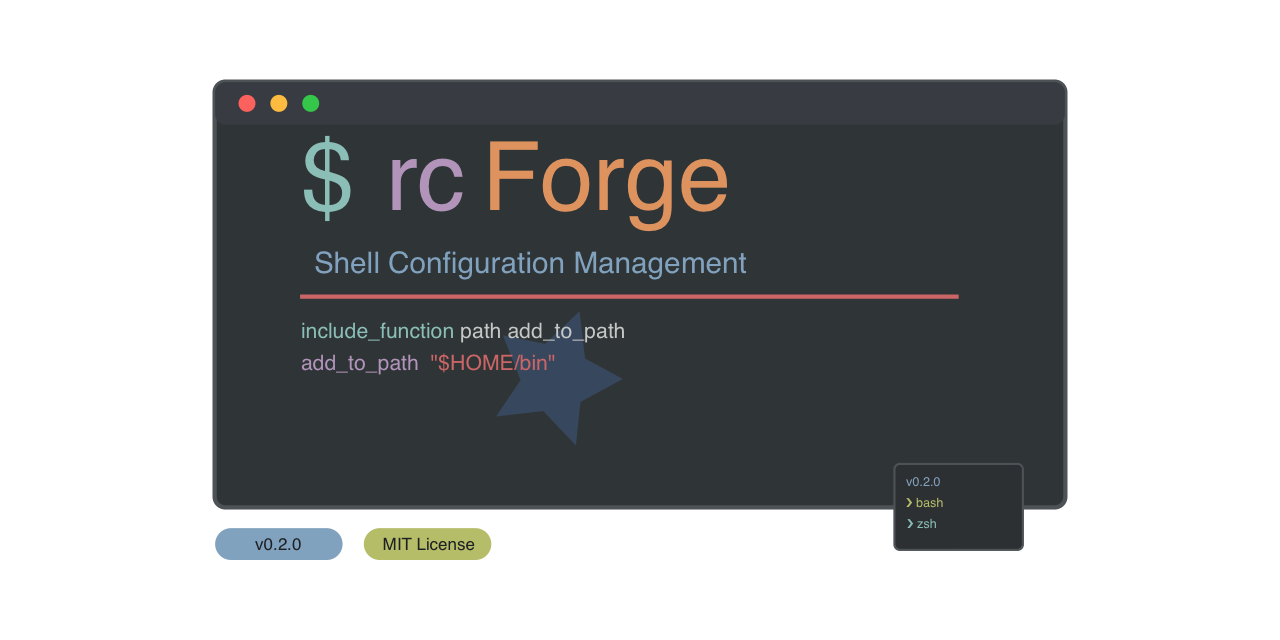 $ rc Forge
Shell Configuration Management
include_function path add_to_path
add_to_path "$HOME/bin"
v0.2.0
❯ bash
❯ zsh
v0.2.0
MIT License